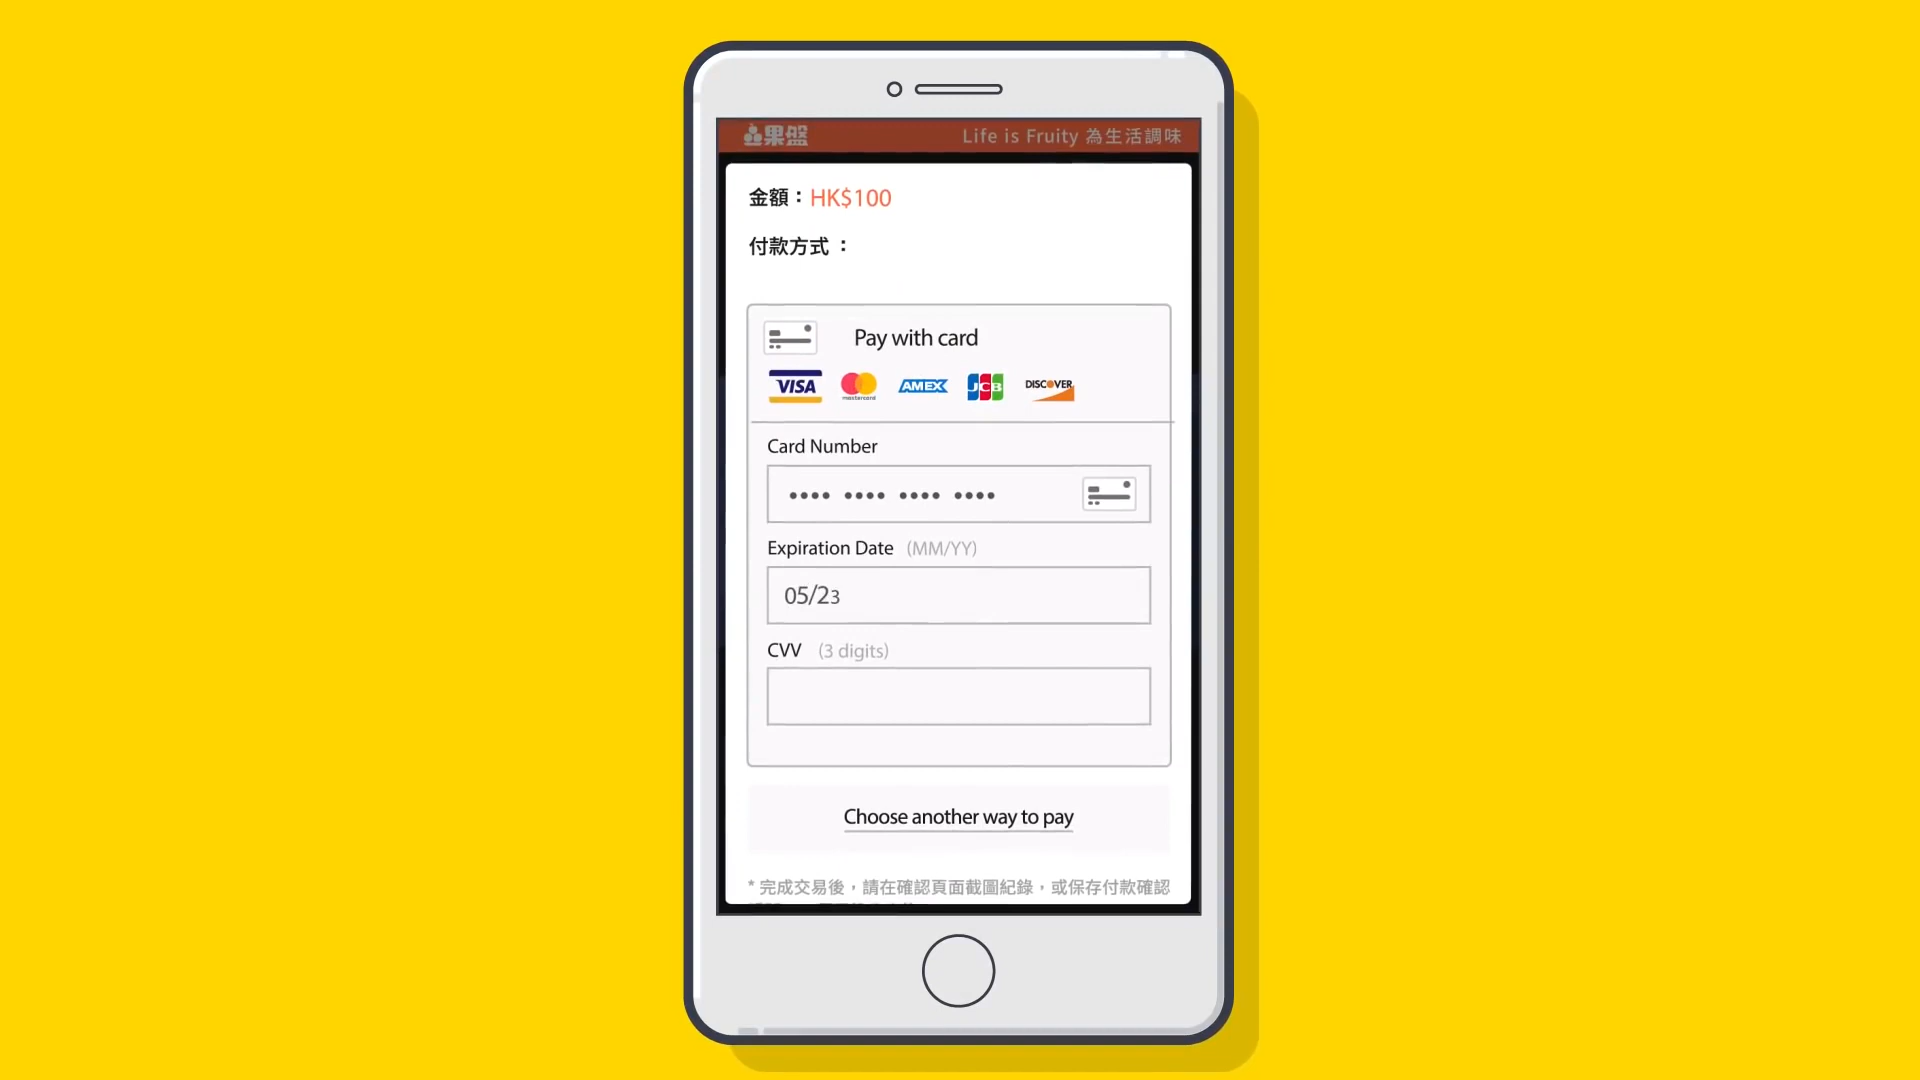 果盤
Life is Fruity 為生活調味
金額：HK$100
付款方式 ：
Pay with card
VISA
mastercard
AMEX
JCB
DISCOVER
Card Number
•••• •••• •••• ••••
Expiration Date (MM/YY)
05/23
CVV (3 digits)
Choose another way to pay
* 完成交易後，請在確認頁面截圖紀錄，或保存付款確認